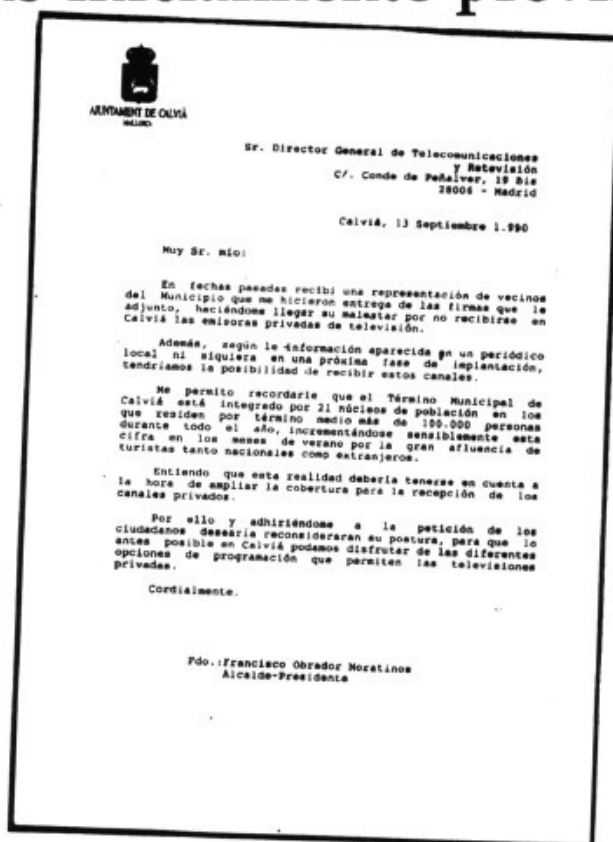 AJUNTAMENT DE CALVIÀ
MALLORCA
Sr. Director General de Telecomunicaciones
y Retevisión
C/. Conde de Peñalver, 19 Bis
28006 - Madrid
Calviá, 13 Septiembre 1.990
Muy Sr. mío:
En fechas pasadas recibí una representación de vecinos
del Municipio que me hicieron entrega de las firmas que le
adjunto, haciéndome llegar su malestar por no recibirse en
Calviá las emisoras privadas de televisión.
Además, según la información aparecida en un periódico
local ni siquiera en una próxima fase de implantación,
tendríamos la posibilidad de recibir estos canales.
Me permito recordarle que el Término Municipal de
Calviá está integrado por 21 núcleos de población en los
que residen por término medio más de 100.000 personas
durante todo el año, incrementándose sensiblemente esta
cifra en los meses de verano por la gran afluencia de
turistas tanto nacionales como extranjeros.
Entiendo que esta realidad debería tenerse en cuenta a
la hora de ampliar la cobertura para la recepción de los
canales privados.
Por ello y adhiriéndome a la petición de los
ciudadanos desearía reconsideraran su postura, para que lo
antes posible en Calviá podamos disfrutar de las diferentes
opciones de programación que permiten las televisiones
privadas.
Cordialmente.
Fdo.:Francisco Obrador Moratinos
Alcalde-Presidente